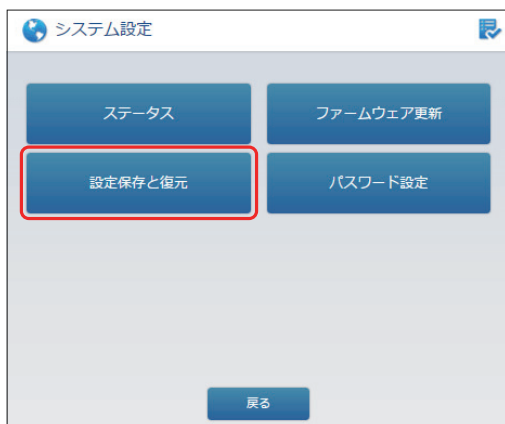 システム設定
ステータス
ファームウェア更新
設定保存と復元
パスワード設定
戻る